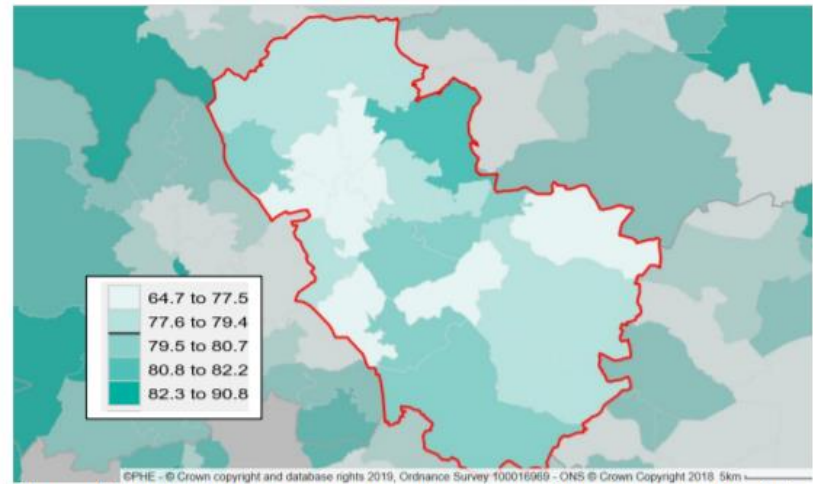 64.7 to 77.5
77.6 to 79.4
79.5 to 80.7
80.8 to 82.2
82.3 to 90.8
©PHE - © Crown copyright and database rights 2019, Ordnance Survey 100016969 - ONS © Crown Copyright 2018 5km